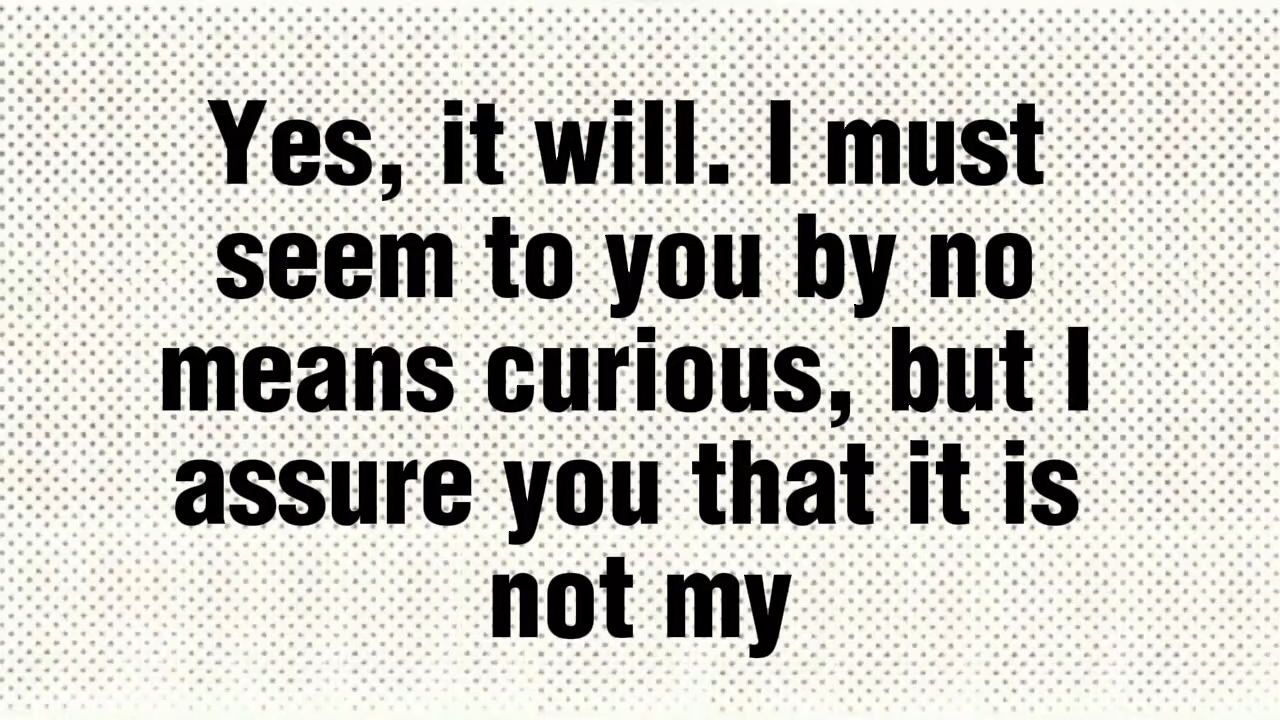 Yes, it will. I must
seem to you by no
means curious, but I
assure you that it is
not my